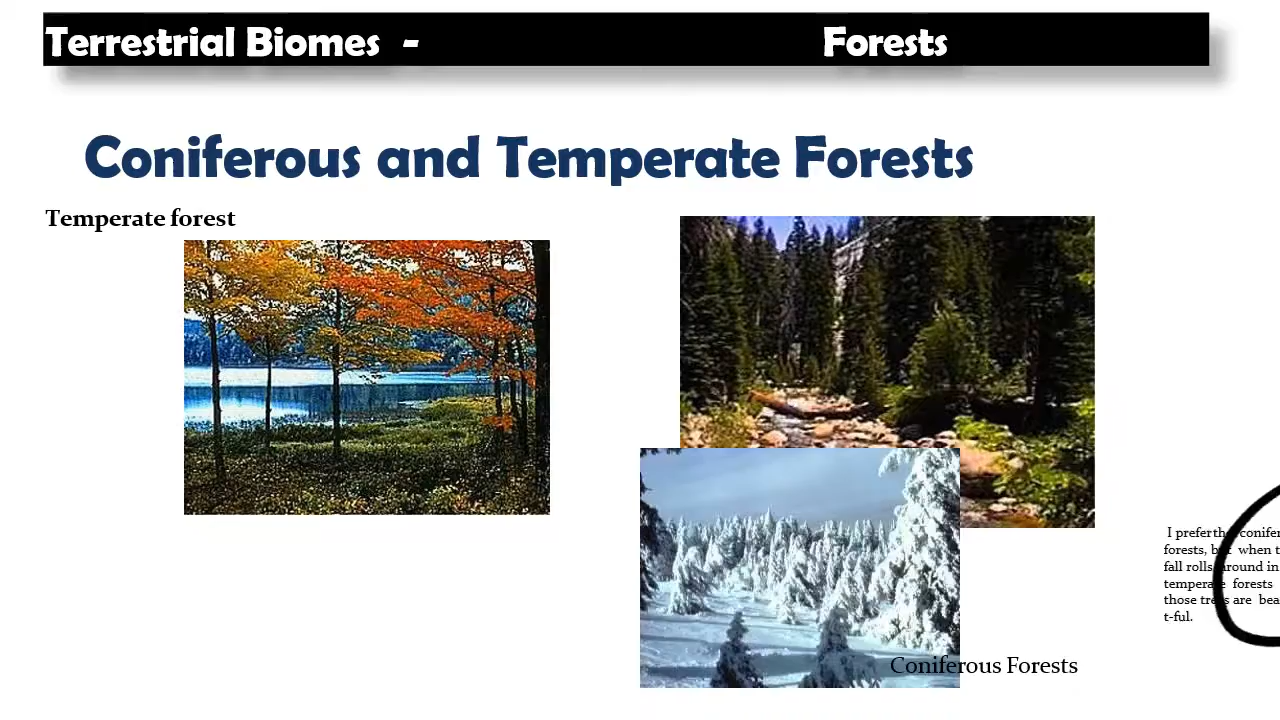 Terrestrial Biomes - Forests
Coniferous and Temperate Forests
Temperate forest
I prefer the conifer
forests, but when t
fall rolls around in
temperate forests
those trees are bea
t-ful.
Coniferous Forests